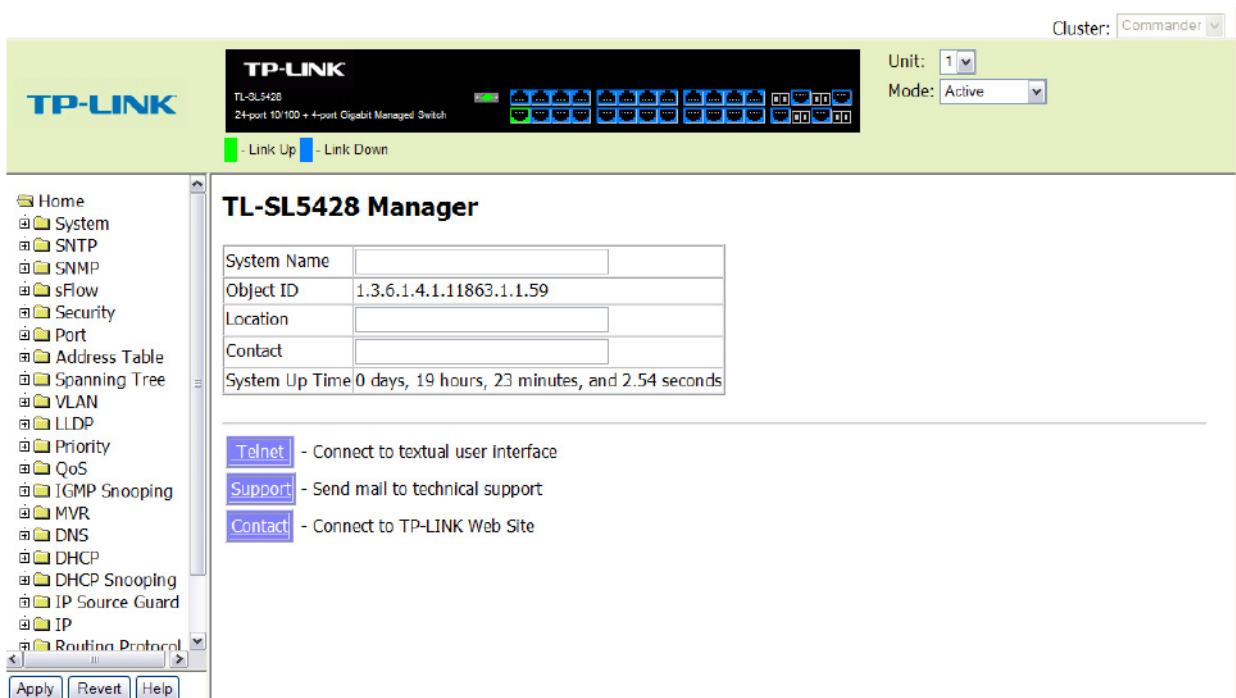 Cluster: Commander
TP-LINK
TP-LINK
TL-SL5428
24-port 10/100 + 4-port Gigabit Managed Switch
- Link Up - Link Down
Unit: 1
Mode: Active
Home
System
SNTP
SNMP
sFlow
Security
Port
Address Table
Spanning Tree
VLAN
LLDP
Priority
QoS
IGMP Snooping
MVR
DNS
DHCP
DHCP Snooping
IP Source Guard
IP
Routing Protocol
Apply Revert Help
TL-SL5428 Manager
System Name
Object ID 1.3.6.1.4.1.11863.1.1.59
Location
Contact
System Up Time 0 days, 19 hours, 23 minutes, and 2.54 seconds
Telnet - Connect to textual user interface
Support - Send mail to technical support
Contact - Connect to TP-LINK Web Site